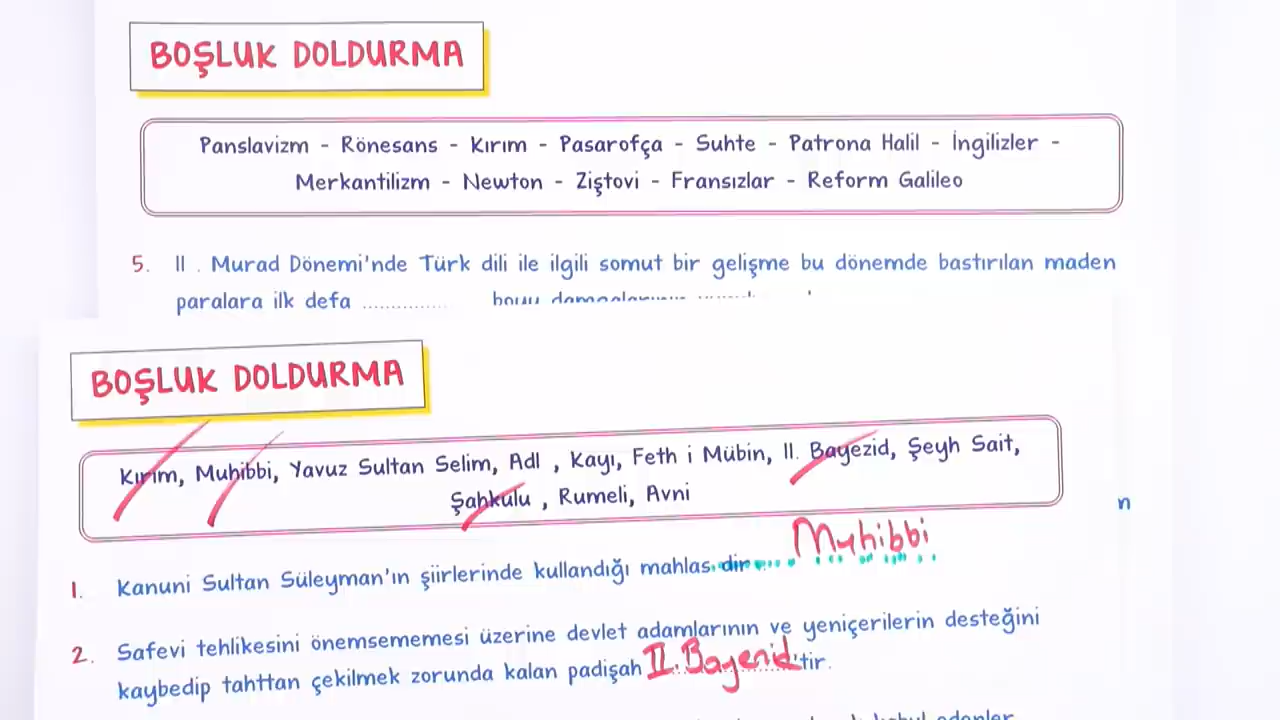 BOŞLUK DOLDURMA
Panslavizm - Rönesans - Kırım - Pasarofça - Suhte - Patrona Halil - İngilizler -
Merkantilizm - Newton - Ziştovi - Fransızlar - Reform Galileo
5. II . Murad Dönemi'nde Türk dili ile ilgili somut bir gelişme bu dönemde bastırılan maden
paralara ilk defa .............. boyu
BOŞLUK DOLDURMA
Kırım, Muhibbi, Yavuz Sultan Selim, Adl , Kayı, Feth i Mübin, II. Bayezid, Şeyh Sait,
Şahkulu , Rumeli, Avni
n
Muhibbi
1. Kanuni Sultan Süleyman'ın şiirlerinde kullandığı mahlas dir
2. Safevi tehlikesini önemsememesi üzerine devlet adamlarının ve yeniçerilerin desteğini
kaybedip tahttan çekilmek zorunda kalan padişah II. Bayezid'tir.